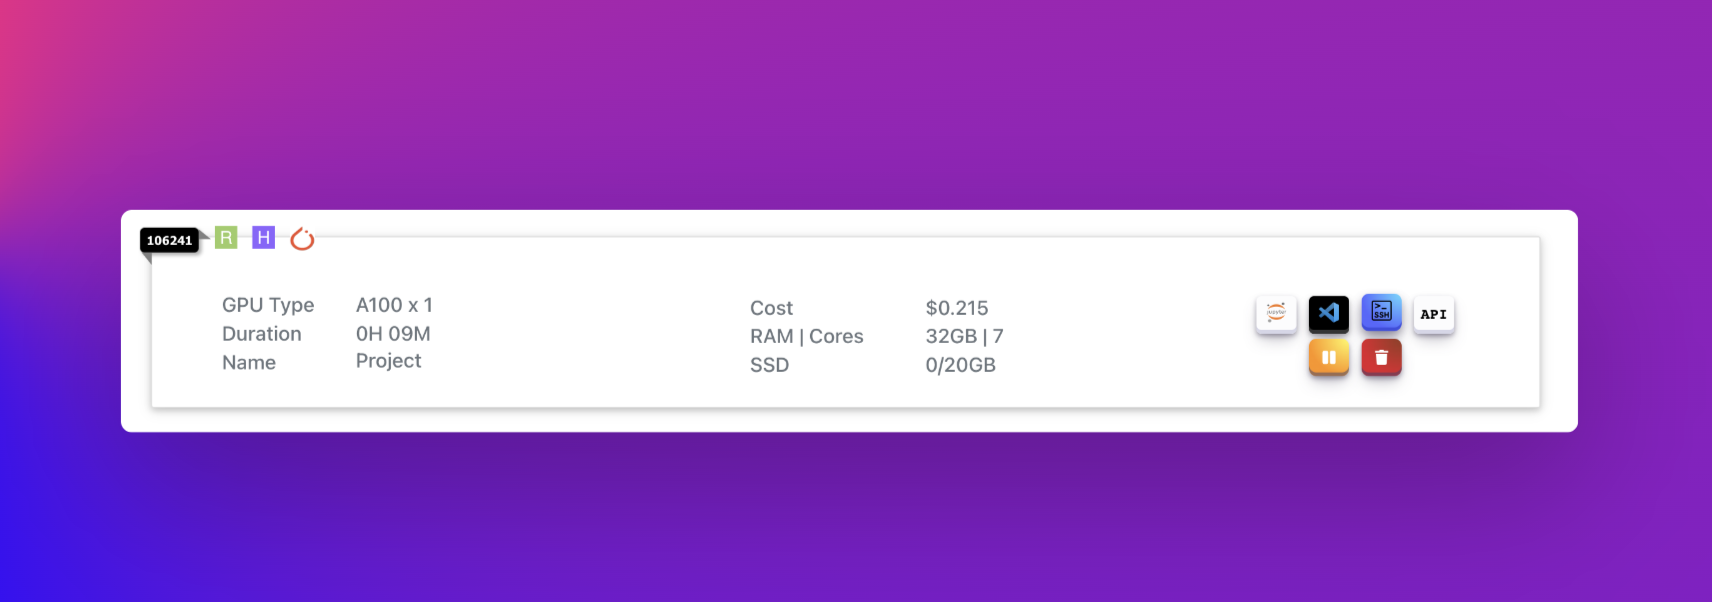 106241 R H
GPU Type A100 x 1
Duration 0H 09M
Name Project
Cost $0.215
RAM | Cores 32GB | 7
SSD 0/20GB
jupyter SSH API